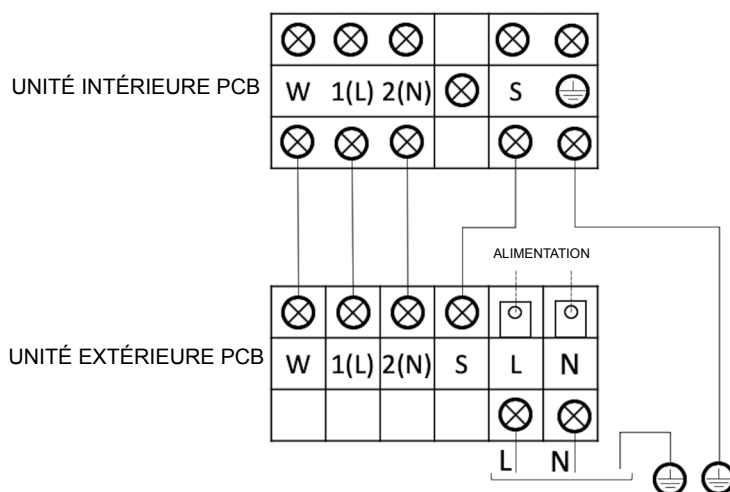 UNITÉ INTÉRIEURE PCB
W 1(L) 2(N) S
ALIMENTATION
UNITÉ EXTÉRIEURE PCB
W 1(L) 2(N) S L N
L N